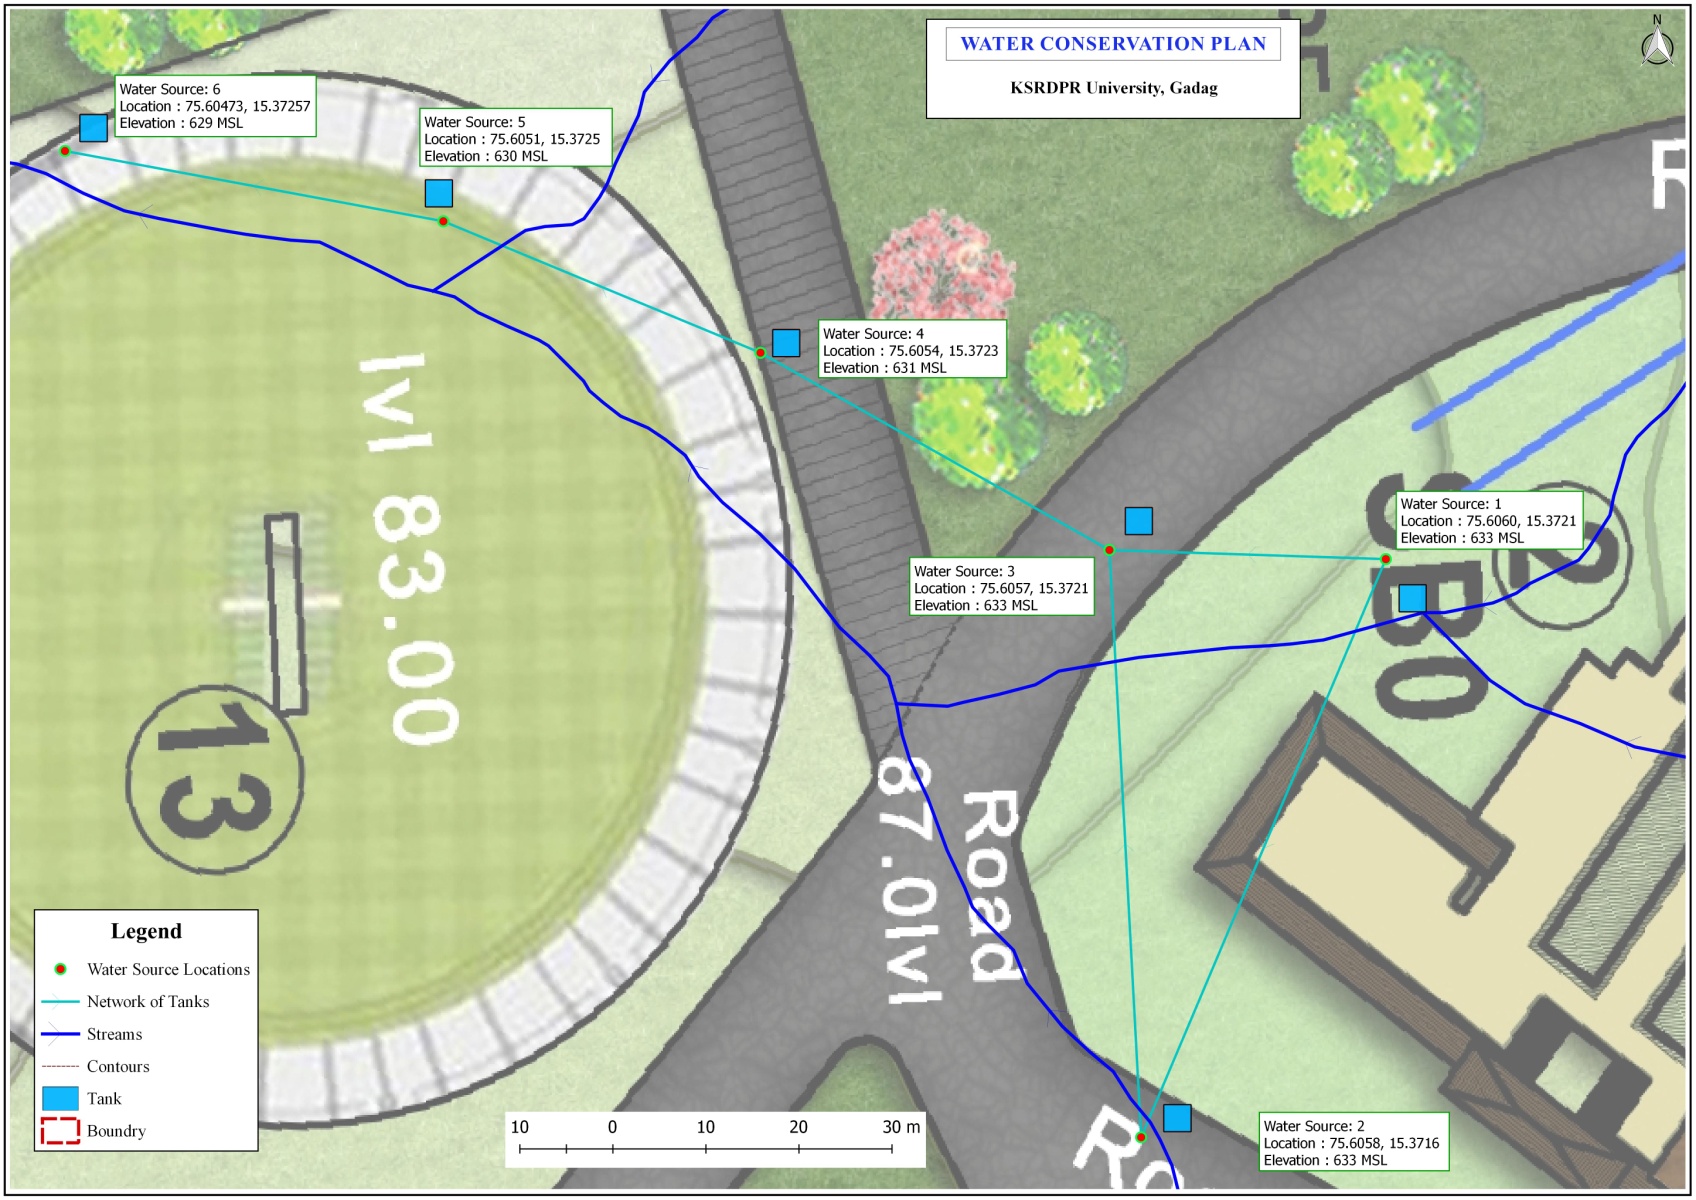 WATER CONSERVATION PLAN
KSRDPR University, Gadag
N
Water Source: 6
Location : 75.60473, 15.37257
Elevation : 629 MSL
Water Source: 5
Location : 75.6051, 15.3725
Elevation : 630 MSL
Water Source: 4
Location : 75.6054, 15.3723
Elevation : 631 MSL
Water Source: 1
Location : 75.6060, 15.3721
Elevation : 633 MSL
Water Source: 3
Location : 75.6057, 15.3721
Elevation : 633 MSL
Water Source: 2
Location : 75.6058, 15.3716
Elevation : 633 MSL
lvl 83.00
13
2
Road
87.0lvl
Ro
R
Legend
Water Source Locations
Network of Tanks
Streams
Contours
Tank
Boundry
10 0 10 20 30 m